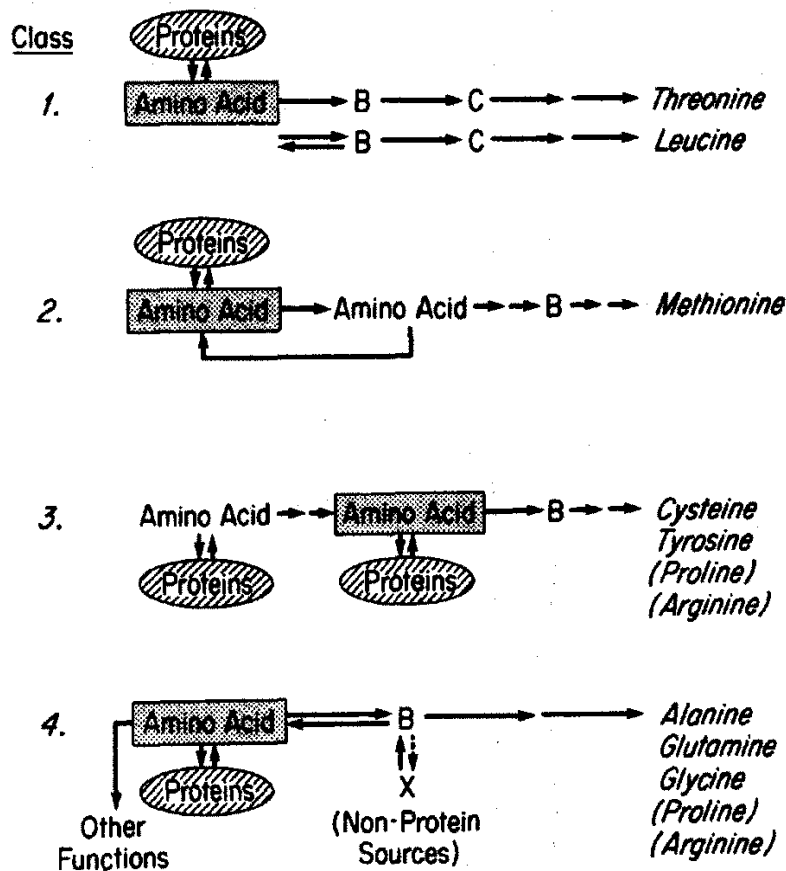 Class
Proteins
1. Amino Acid B C Threonine
B C Leucine
Proteins
2. Amino Acid Amino Acid B Methionine
3. Amino Acid Amino Acid B Cysteine
Tyrosine
Proteins Proteins (Proline)
(Arginine)
4. Amino Acid B Alanine
Glutamine
Proteins X Glycine
Other (Non-Protein (Proline)
Functions Sources) (Arginine)